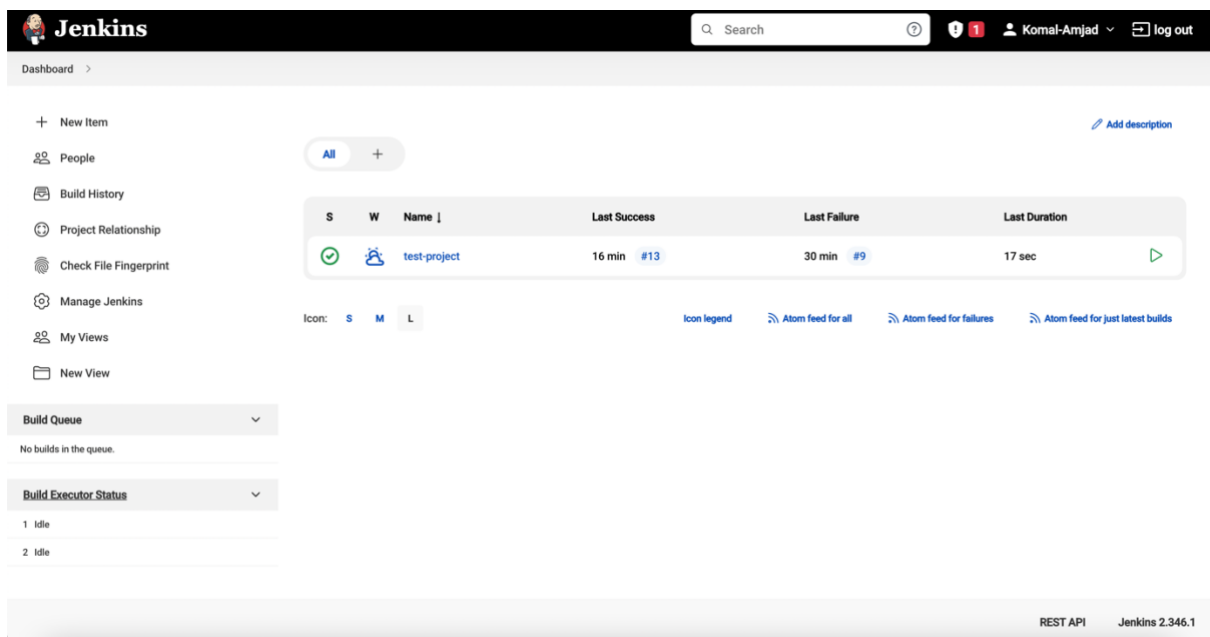 Jenkins
Search
1
Komal-Amjad
log out
Dashboard
New Item
People
Build History
Project Relationship
Check File Fingerprint
Manage Jenkins
My Views
New View
Build Queue
No builds in the queue.
Build Executor Status
1 Idle
2 Idle
Add description
All +
S W Name ↓ Last Success Last Failure Last Duration
test-project 16 min #13 30 min #9 17 sec
Icon: S M L
Icon legend Atom feed for all Atom feed for failures Atom feed for just latest builds
REST API Jenkins 2.346.1